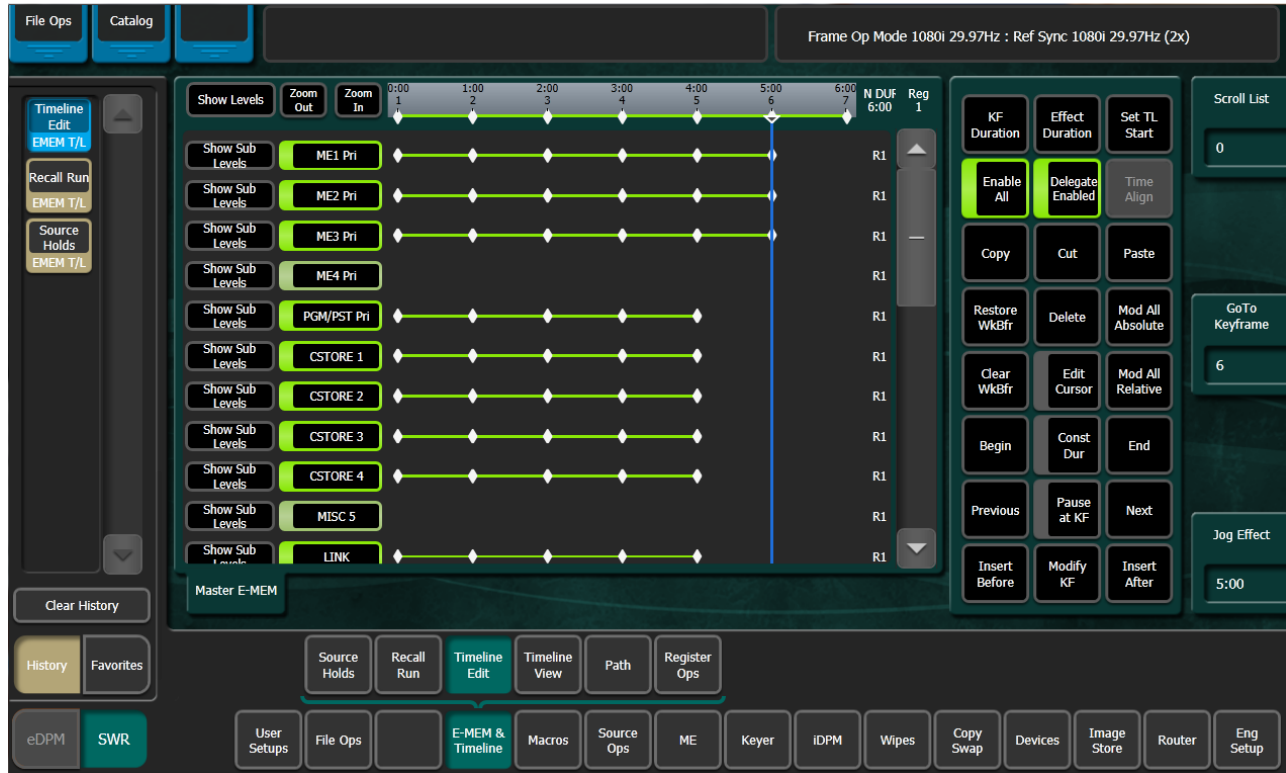 File Ops
Catalog
Frame Op Mode 1080i 29.97Hz : Ref Sync 1080i 29.97Hz (2x)
Timeline
Edit
EMEM T/L
Recall Run
EMEM T/L
Source
Holds
EMEM T/L
Clear History
History
Favorites
eDPM
SWR
Show Levels
Zoom
Out
Zoom
In
0:00 1:00 2:00 3:00 4:00 5:00 6:00
1 2 3 4 5 6 7
N DUF
6:00
Reg
1
Show Sub
Levels
ME1 Pri
R1
Show Sub
Levels
ME2 Pri
R1
Show Sub
Levels
ME3 Pri
R1
Show Sub
Levels
ME4 Pri
R1
Show Sub
Levels
PGM/PST Pri
R1
Show Sub
Levels
CSTORE 1
R1
Show Sub
Levels
CSTORE 2
R1
Show Sub
Levels
CSTORE 3
R1
Show Sub
Levels
CSTORE 4
R1
Show Sub
Levels
MISC 5
R1
Show Sub
Levels
LINK
R1
Master E-MEM
KF
Duration
Effect
Duration
Set TL
Start
Enable
All
Delegate
Enabled
Time
Align
Copy
Cut
Paste
Restore
WkBfr
Delete
Mod All
Absolute
Clear
WkBfr
Edit
Cursor
Mod All
Relative
Begin
Const
Dur
End
Previous
Pause
at KF
Next
Insert
Before
Modify
KF
Insert
After
Scroll List
0
GoTo
Keyframe
6
Jog Effect
5:00
Source
Holds
Recall
Run
Timeline
Edit
Timeline
View
Path
Register
Ops
User
Setups
File Ops
E-MEM &
Timeline
Macros
Source
Ops
ME
Keyer
iDPM
Wipes
Copy
Swap
Devices
Image
Store
Router
Eng
Setup